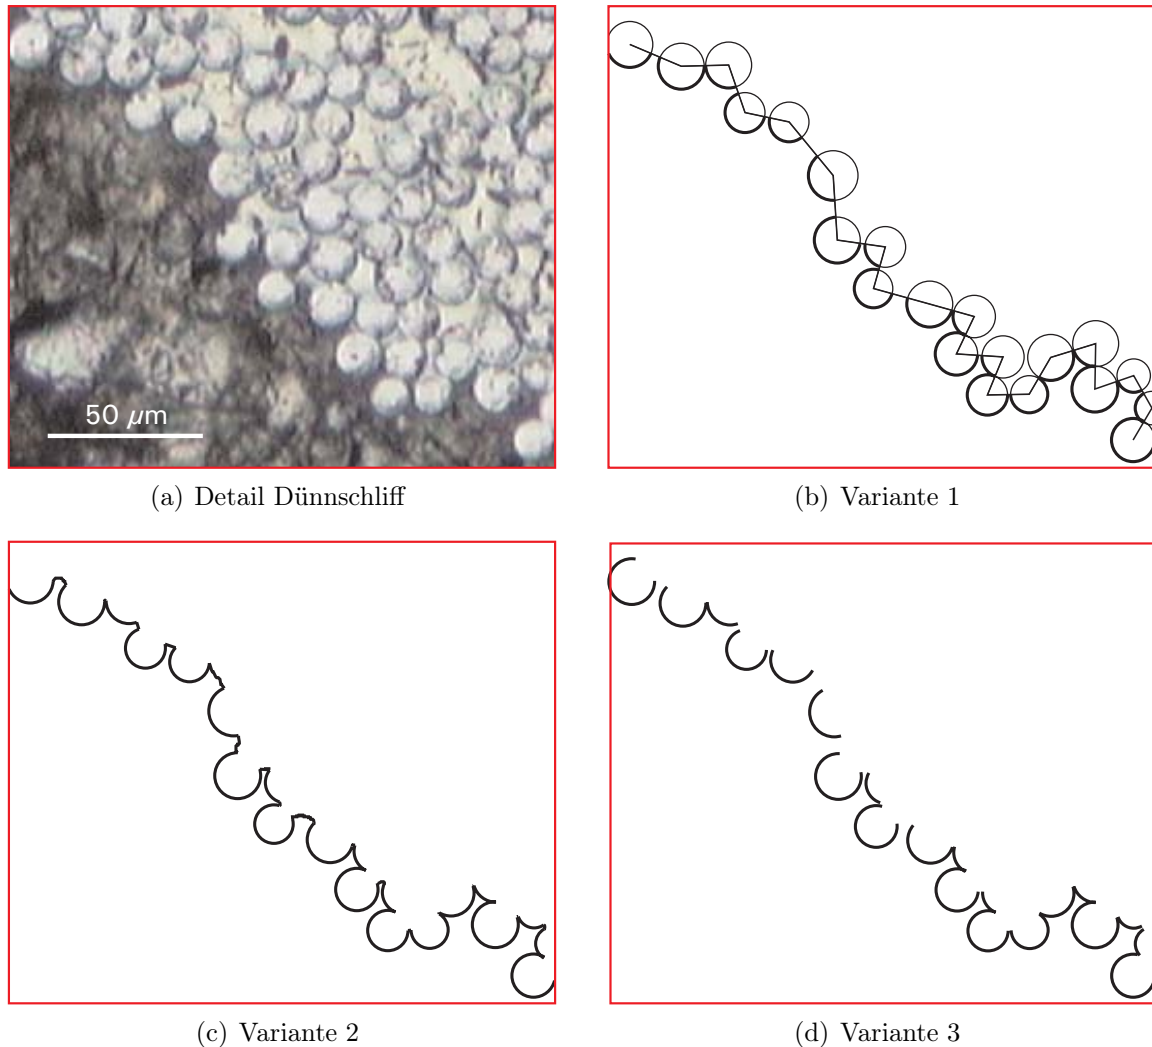 50 µm
(a) Detail Dünnschliff
(b) Variante 1
(c) Variante 2
(d) Variante 3